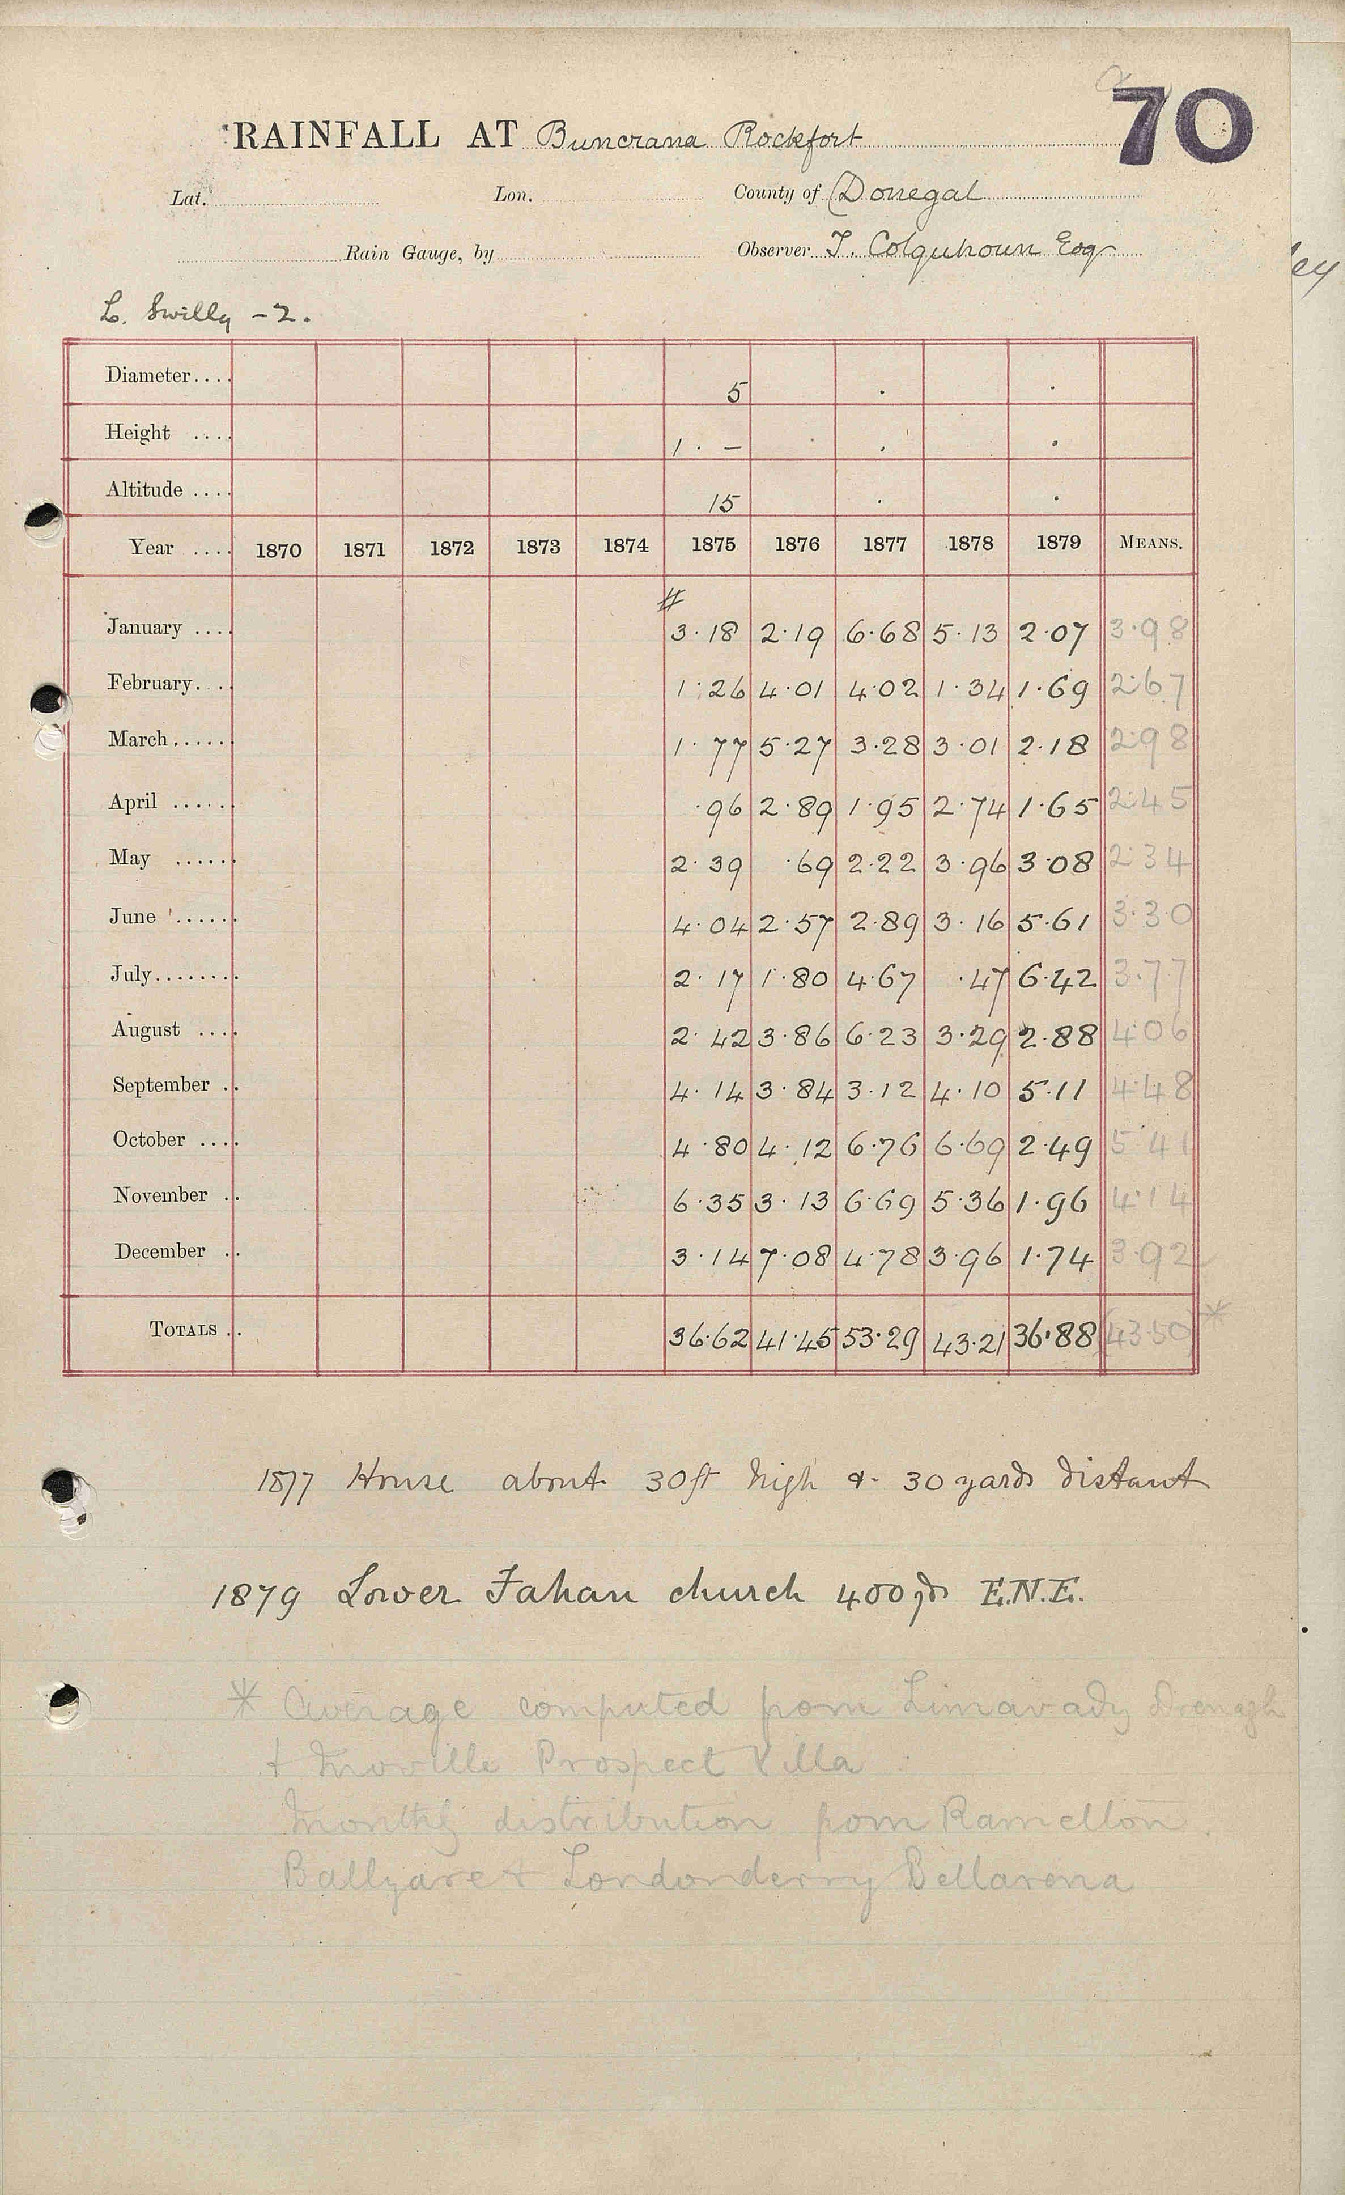 70
RAINFALL AT Buncrana Rockfort
Lat. Lon. County of Donegal
Rain Gauge, by Observer T. Colquhoun Esq
ey
L. Swilly - 2.
Diameter.... 5 . .
Height .... 1 . — . . .
Altitude .... 15 . .
Year .... 1870 1871 1872 1873 1874 1875 1876 1877 1878 1879 MEANS.
#
January .... 3.18 2.19 6.68 5.13 2.07 3.98
February... 1.26 4.01 4.02 1.34 1.69 2.67
March...... 1.77 5.27 3.28 3.01 2.18 2.98
April ...... .96 2.89 1.95 2.74 1.65 2.45
May ...... 2.39 .69 2.22 3.96 3.08 2.34
June ...... 4.04 2.57 2.89 3.16 5.61 3.30
July........ 2.17 1.80 4.67 .47 6.42 3.77
August .... 2.42 3.86 6.23 3.29 2.88 4.06
September .. 4.14 3.84 3.12 4.10 5.11 4.48
October .... 4.80 4.12 6.76 6.69 2.49 5.41
November .. 6.35 3.13 6.69 5.36 1.96 4.14
December .. 3.14 7.08 4.78 3.96 1.74 3.92
TOTALS .. 36.62 41.45 53.29 43.21 36.88 (43.50)*
1877 House about 30ft high & 30 yards distant
1879 Lower Fahan church 400 yds E.N.E.
* Average computed from Limavady Drenagh
+ Moville Prospect Villa.
Monthly distribution from Ramelton
Ballyare + Londonderry Bellarena